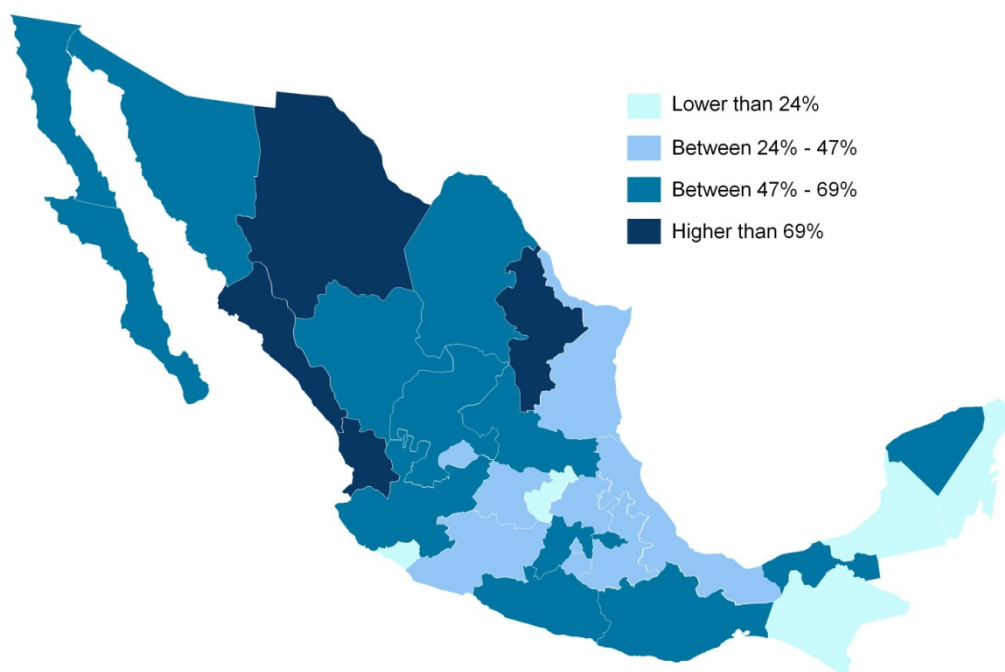 Lower than 24%
Between 24% - 47%
Between 47% - 69%
Higher than 69%